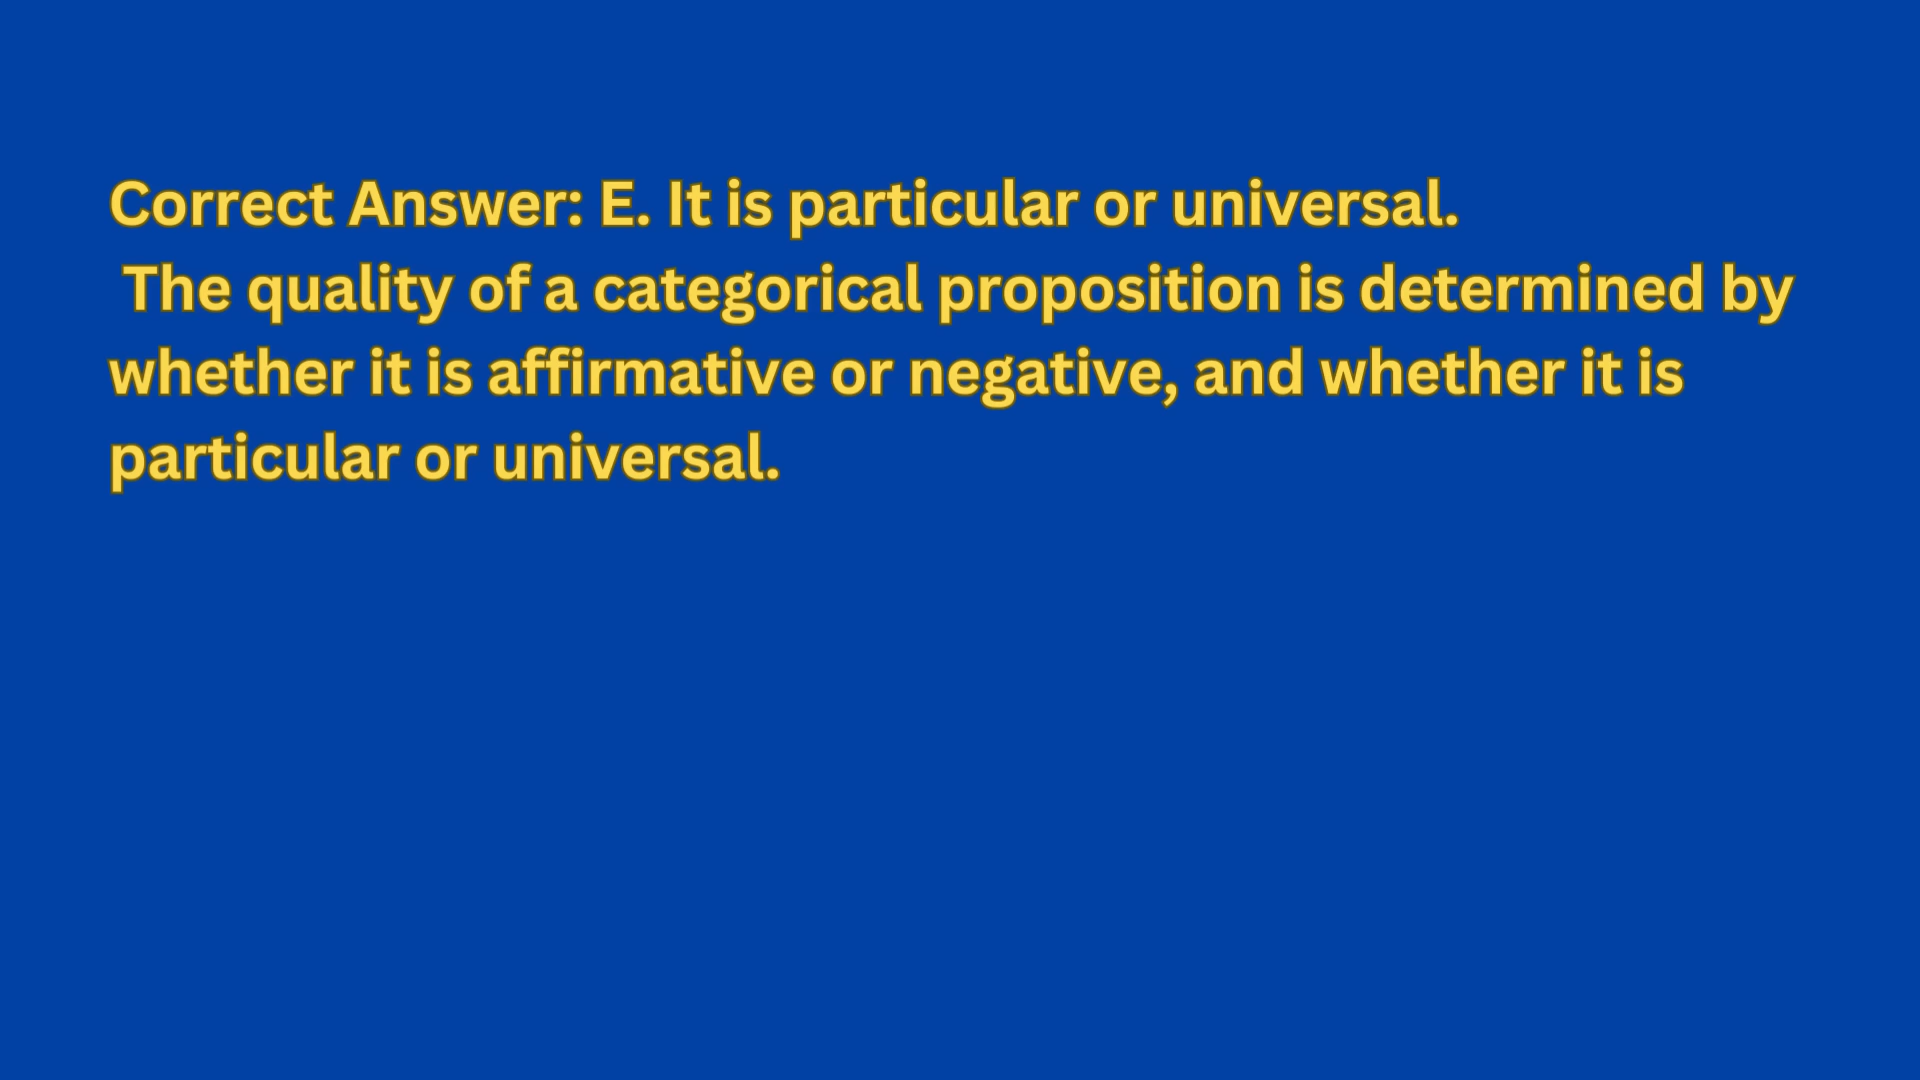 Correct Answer: E. It is particular or universal.
The quality of a categorical proposition is determined by
whether it is affirmative or negative, and whether it is
particular or universal.